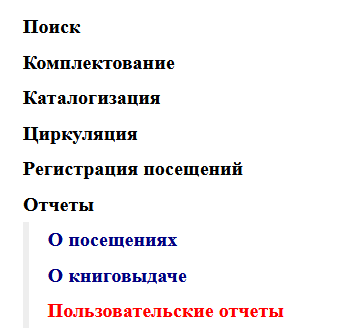 Поиск
Комплектование
Каталогизация
Циркуляция
Регистрация посещений
Отчеты
О посещениях
О книговыдаче
Пользовательские отчеты